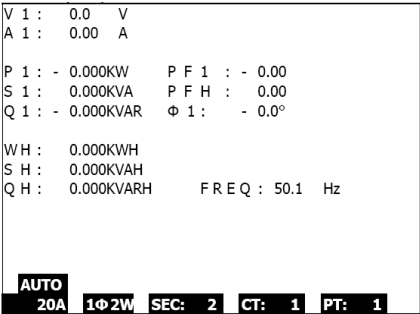 V 1 : 0.0 V
A 1 : 0.00 A
P 1 : - 0.000KW P F 1 : - 0.00
S 1 : 0.000KVA P F H : 0.00
Q 1 : - 0.000KVAR Φ 1 : - 0.0°
W H : 0.000KWH
S H : 0.000KVAH
Q H : 0.000KVARH F R E Q : 50.1 Hz
AUTO
20A 1Φ2W SEC: 2 CT: 1 PT: 1